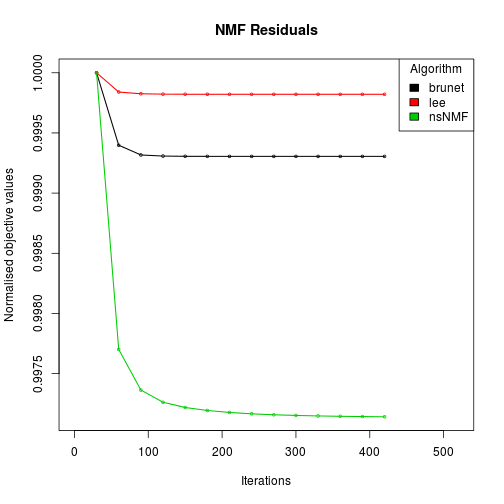 NMF Residuals
Algorithm
brunet
lee
nsNMF
Normalised objective values
1.0000
0.9995
0.9990
0.9985
0.9980
0.9975
0 100 200 300 400 500
Iterations